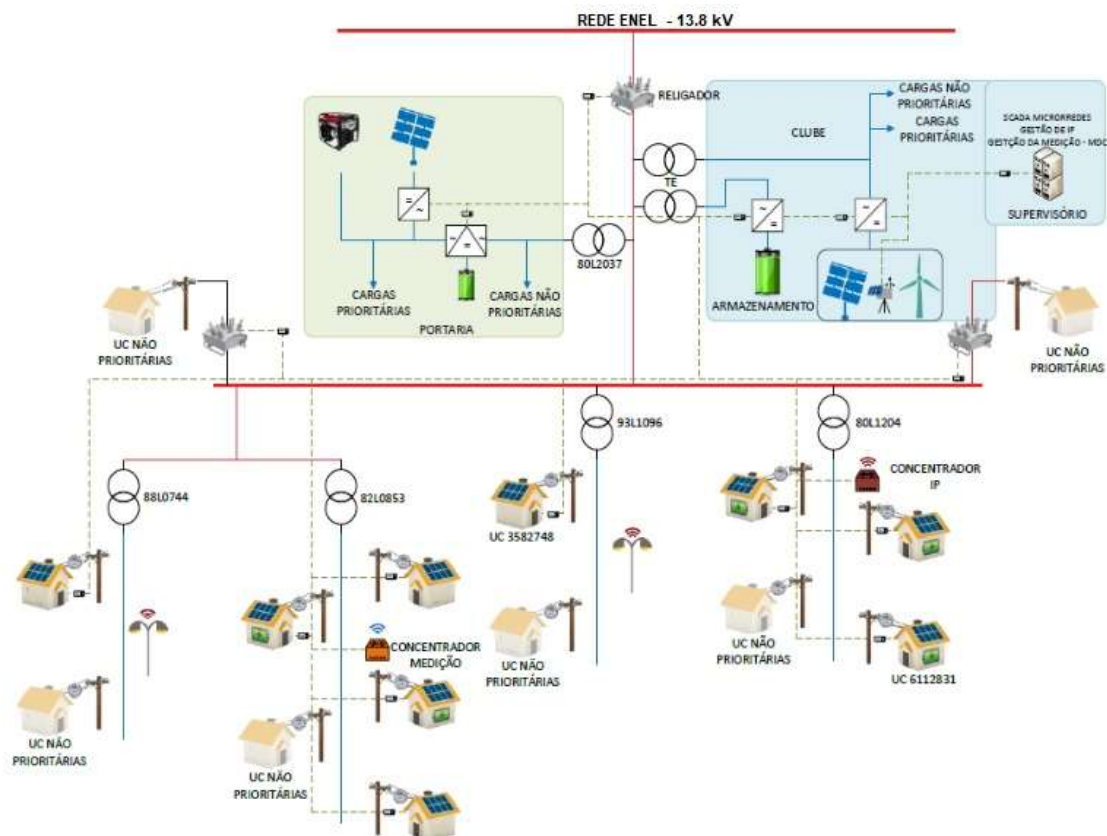 REDE ENEL - 13.8 kV
RELIGADOR
CARGAS NÃO
PRIORITÁRIAS
CARGAS
PRIORITÁRIAS
CLUBE
SCADA MICRORREDES
GESTÃO DE IP
GESTÇÃO DA MEDIÇÃO - MDC
SUPERVISÓRIO
TE
80L2037
CARGAS
PRIORITÁRIAS
CARGAS NÃO
PRIORITÁRIAS
PORTARIA
ARMAZENAMENTO
UC NÃO
PRIORITÁRIAS
UC NÃO
PRIORITÁRIAS
93L1096
80L1204
88L0744
82L0853
CONCENTRADOR
IP
UC 3582748
CONCENTRADOR
MEDIÇÃO
UC NÃO
PRIORITÁRIAS
UC NÃO
PRIORITÁRIAS
UC 6112831
UC NÃO
PRIORITÁRIAS
UC NÃO
PRIORITÁRIAS